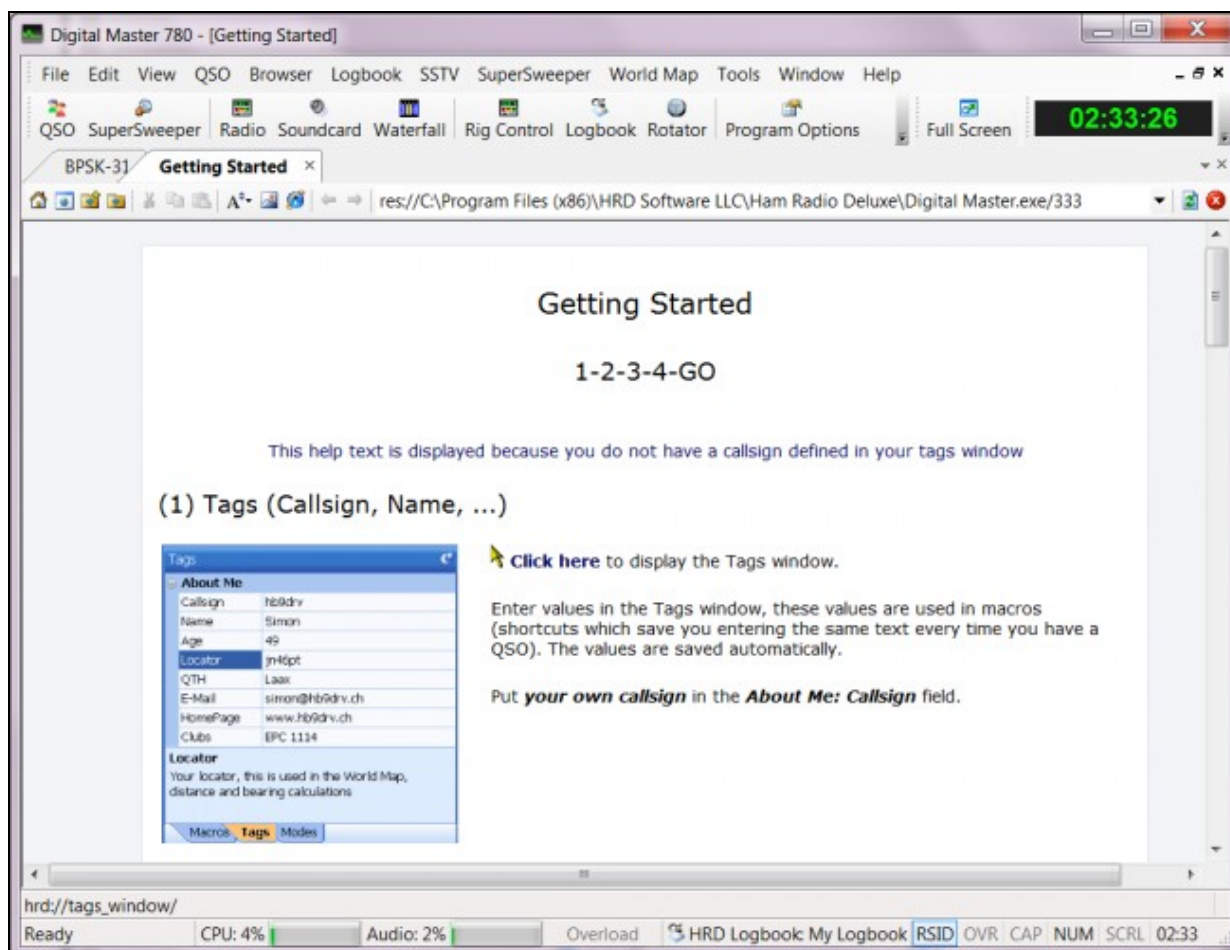 Digital Master 780 - [Getting Started]
File Edit View QSO Browser Logbook SSTV SuperSweeper World Map Tools Window Help
QSO SuperSweeper Radio Soundcard Waterfall Rig Control Logbook Rotator Program Options Full Screen 02:33:26
BPSK-31 Getting Started
res://C:\Program Files (x86)\HRD Software LLC\Ham Radio Deluxe\Digital Master.exe/333
Getting Started
1-2-3-4-GO
This help text is displayed because you do not have a callsign defined in your tags window
(1) Tags (Callsign, Name, ...)
Tags
About Me
Callsign hb9drv
Name Simon
Age 49
Locator jn46pt
QTH Laax
E-Mail simon@hb9drv.ch
HomePage www.hb9drv.ch
Clubs EPC 1114
Locator
Your locator, this is used in the World Map,
distance and bearing calculations
Macros Tags Modes
Click here to display the Tags window.
Enter values in the Tags window, these values are used in macros
(shortcuts which save you entering the same text every time you have a
QSO). The values are saved automatically.
Put your own callsign in the About Me: Callsign field.
hrd://tags_window/
Ready CPU: 4% Audio: 2% Overload HRD Logbook: My Logbook RSID OVR CAP NUM SCRL 02:33